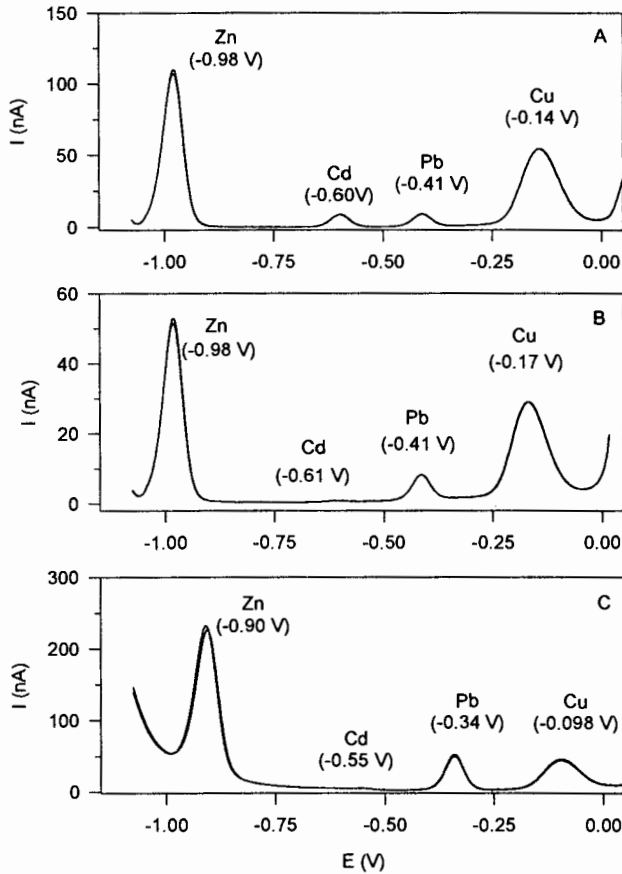 150
100
50
0
I (nA)
A
Zn
(-0.98 V)
Cd
(-0.60V)
Pb
(-0.41 V)
Cu
(-0.14 V)
-1.00 -0.75 -0.50 -0.25 0.00
60
40
20
0
I (nA)
B
Zn
(-0.98 V)
Cd
(-0.61 V)
Pb
(-0.41 V)
Cu
(-0.17 V)
-1.00 -0.75 -0.50 -0.25 0.00
300
200
100
0
I (nA)
C
Zn
(-0.90 V)
Cd
(-0.55 V)
Pb
(-0.34 V)
Cu
(-0.098 V)
-1.00 -0.75 -0.50 -0.25 0.00
E (V)